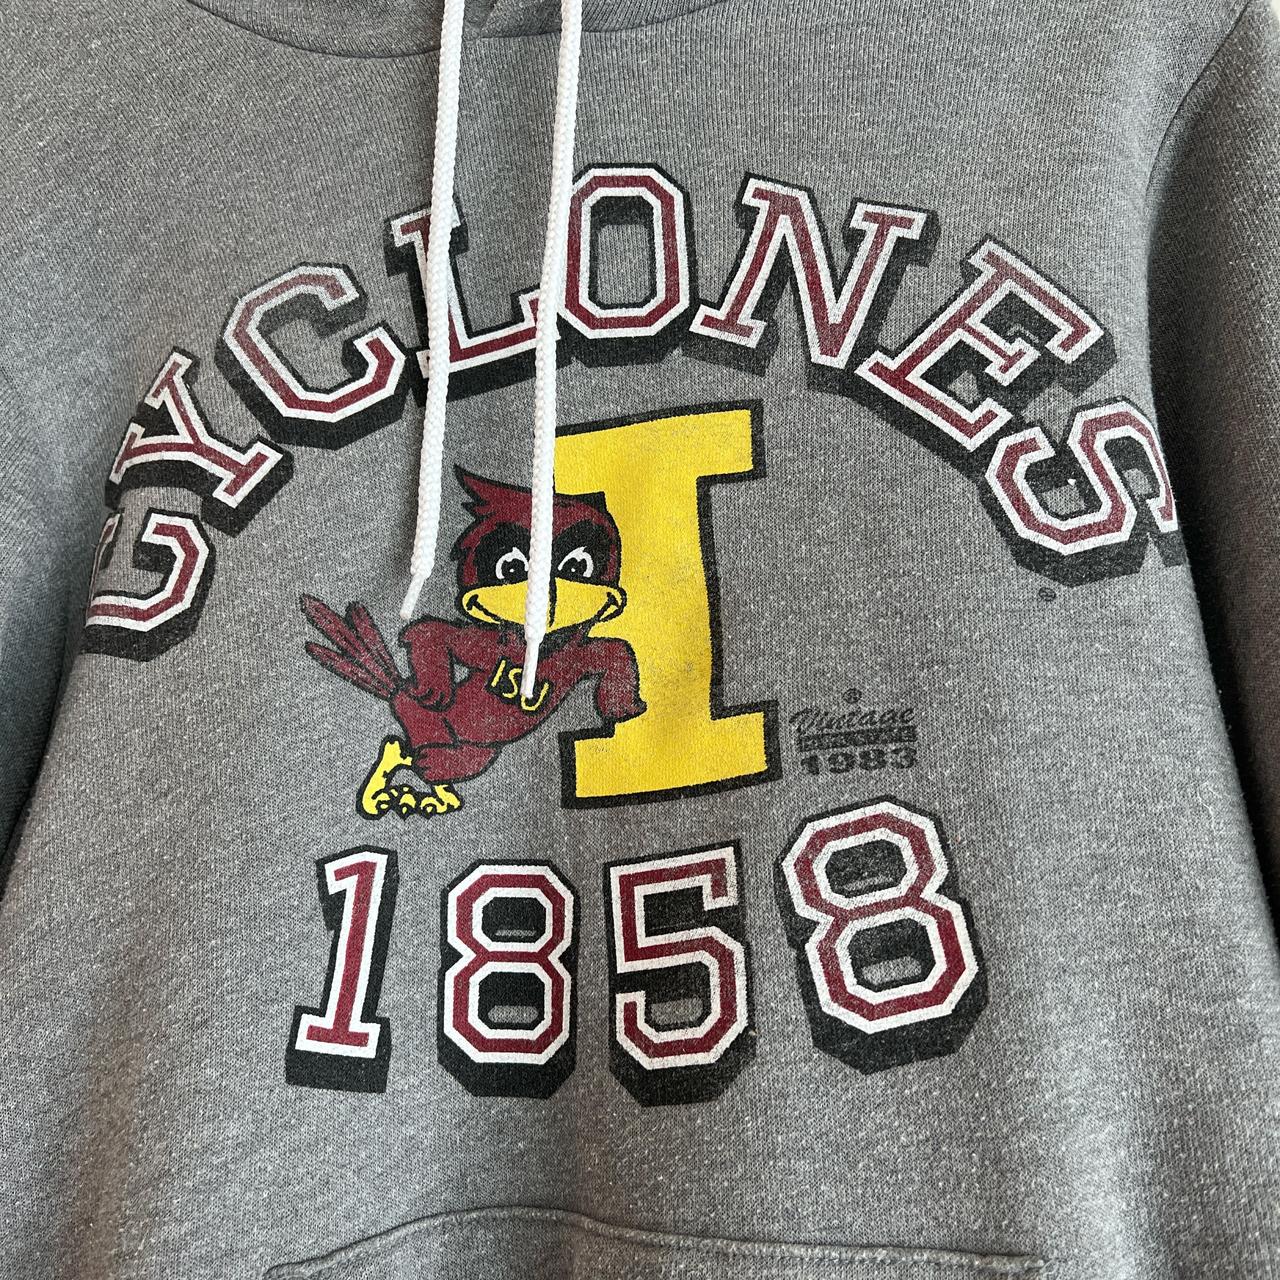 CYCLONES
I
ISU
®
Vintage
1983
1858